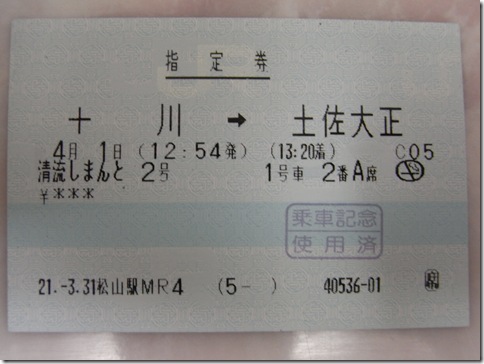 指定券
十川 → 土佐大正
4月 1日 (12:54発) (13:20着) C05
清流しまんと 2号 1号車 2番A席
¥***
乗車記念
使用済
21.-3.31松山駅MR4 (5- ) 40536-01